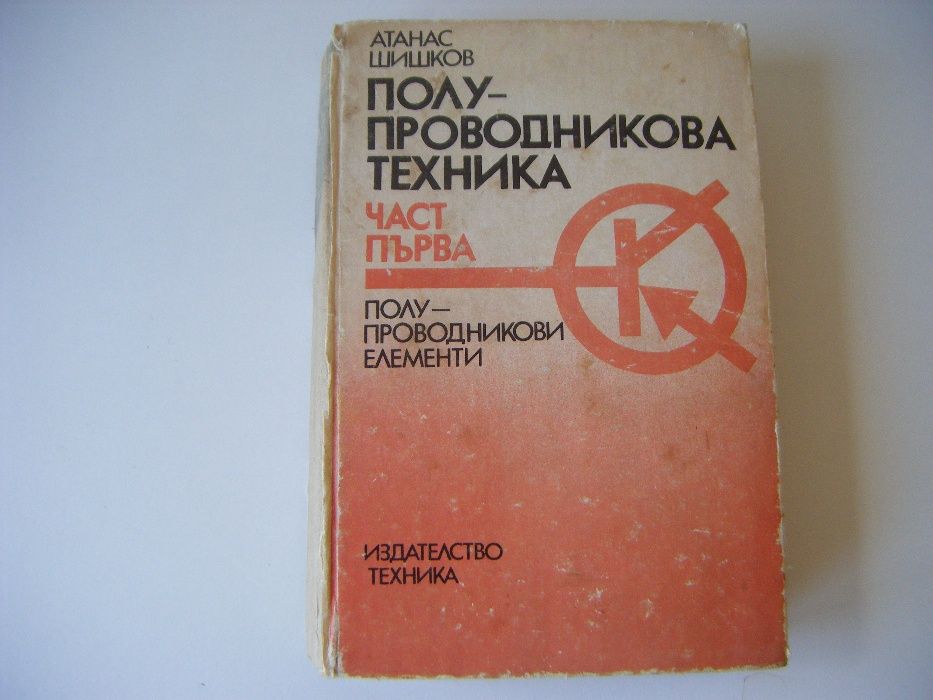 АТАНАС
ШИШКОВ
ПОЛУ–
ПРОВОДНИКОВА
ТЕХНИКА
ЧАСТ
ПЪРВА
ПОЛУ–
ПРОВОДНИКОВИ
ЕЛЕМЕНТИ
ИЗДАТЕЛСТВО
ТЕХНИКА